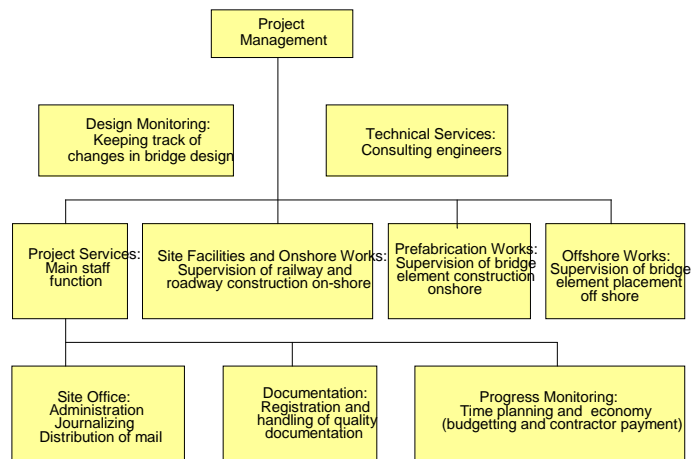 Project
Management
Design Monitoring:
Keeping track of
changes in bridge design
Technical Services:
Consulting engineers
Project Services:
Main staff
function
Site Facilities and Onshore Works:
Supervision of railway and
roadway construction on-shore
Prefabrication Works:
Supervision of bridge
element construction
onshore
Offshore Works:
Supervision of bridge
element placement
off shore
Site Office:
Administration
Journalizing
Distribution of mail
Documentation:
Registration and
handling of quality
documentation
Progress Monitoring:
Time planning and economy
(budgetting and contractor payment)